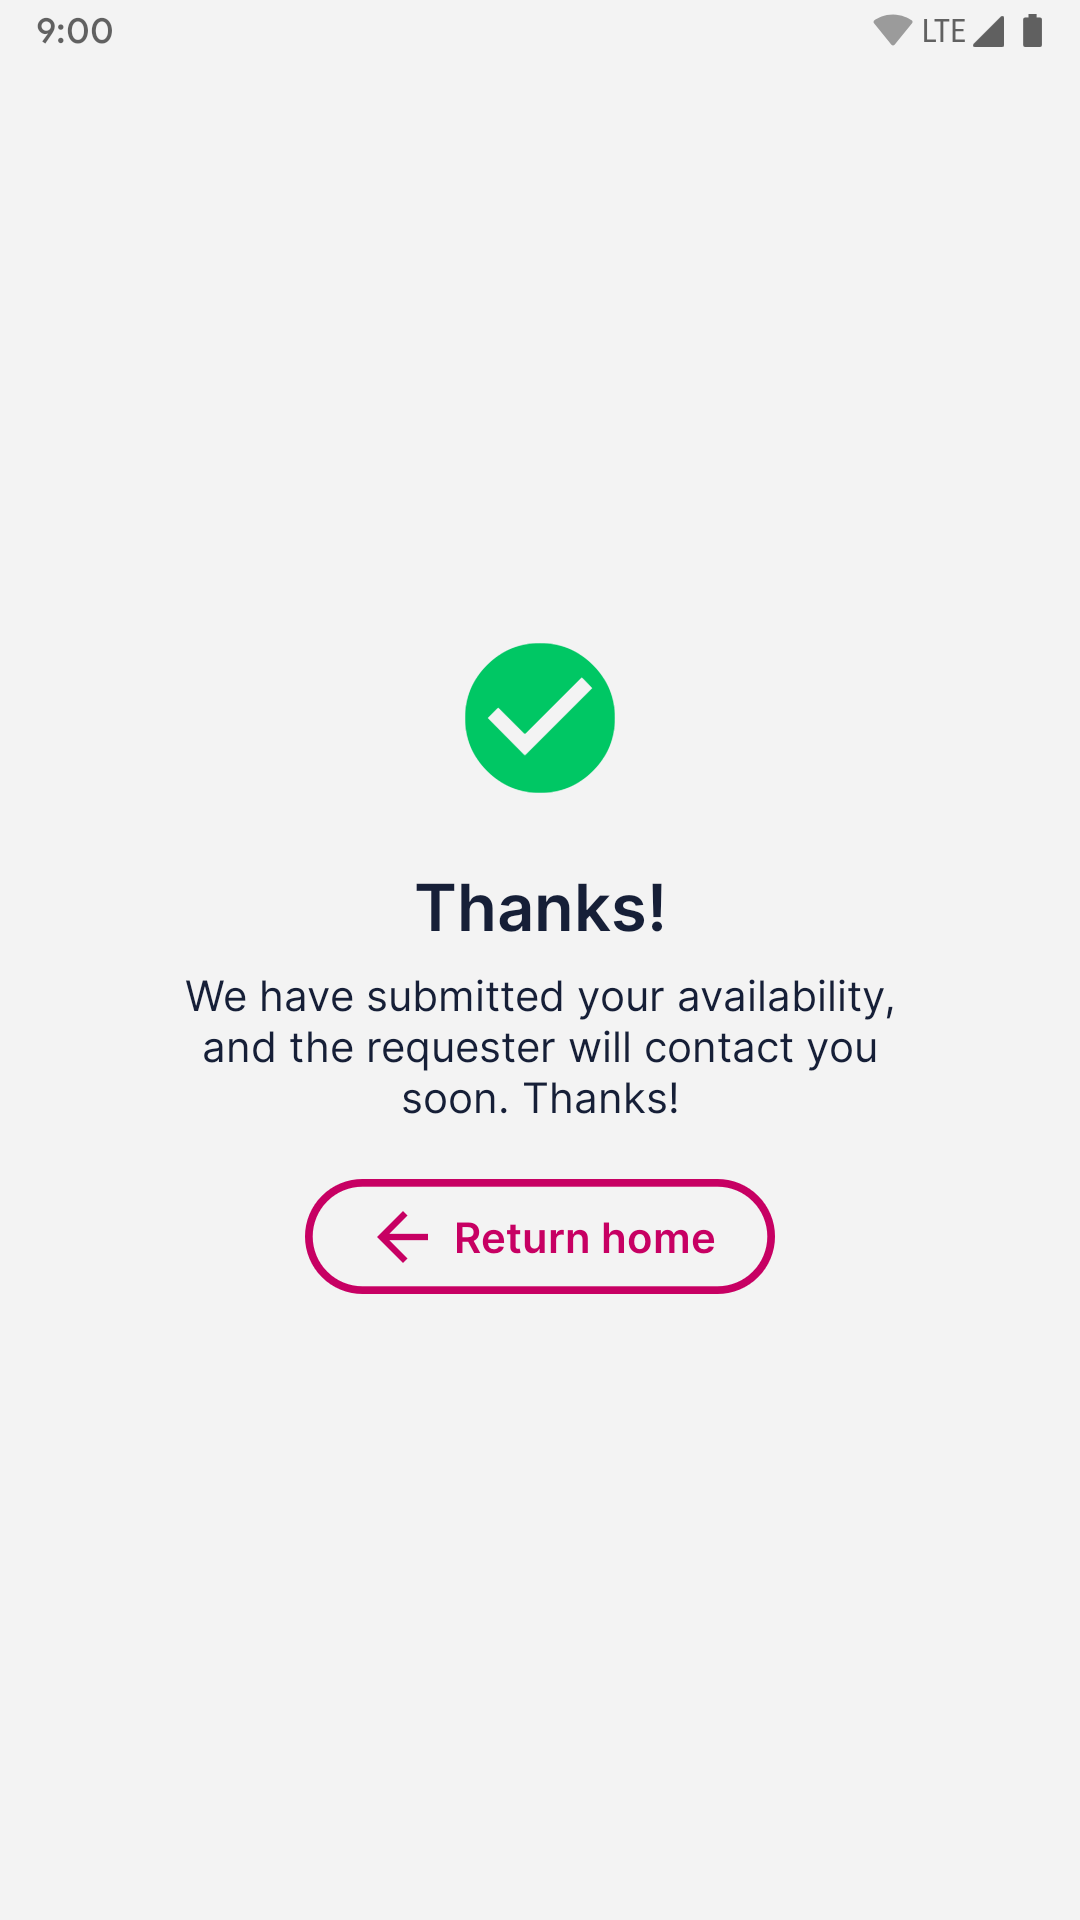 9:00
LTE
Thanks!
We have submitted your availability,
and the requester will contact you
soon. Thanks!
Return home